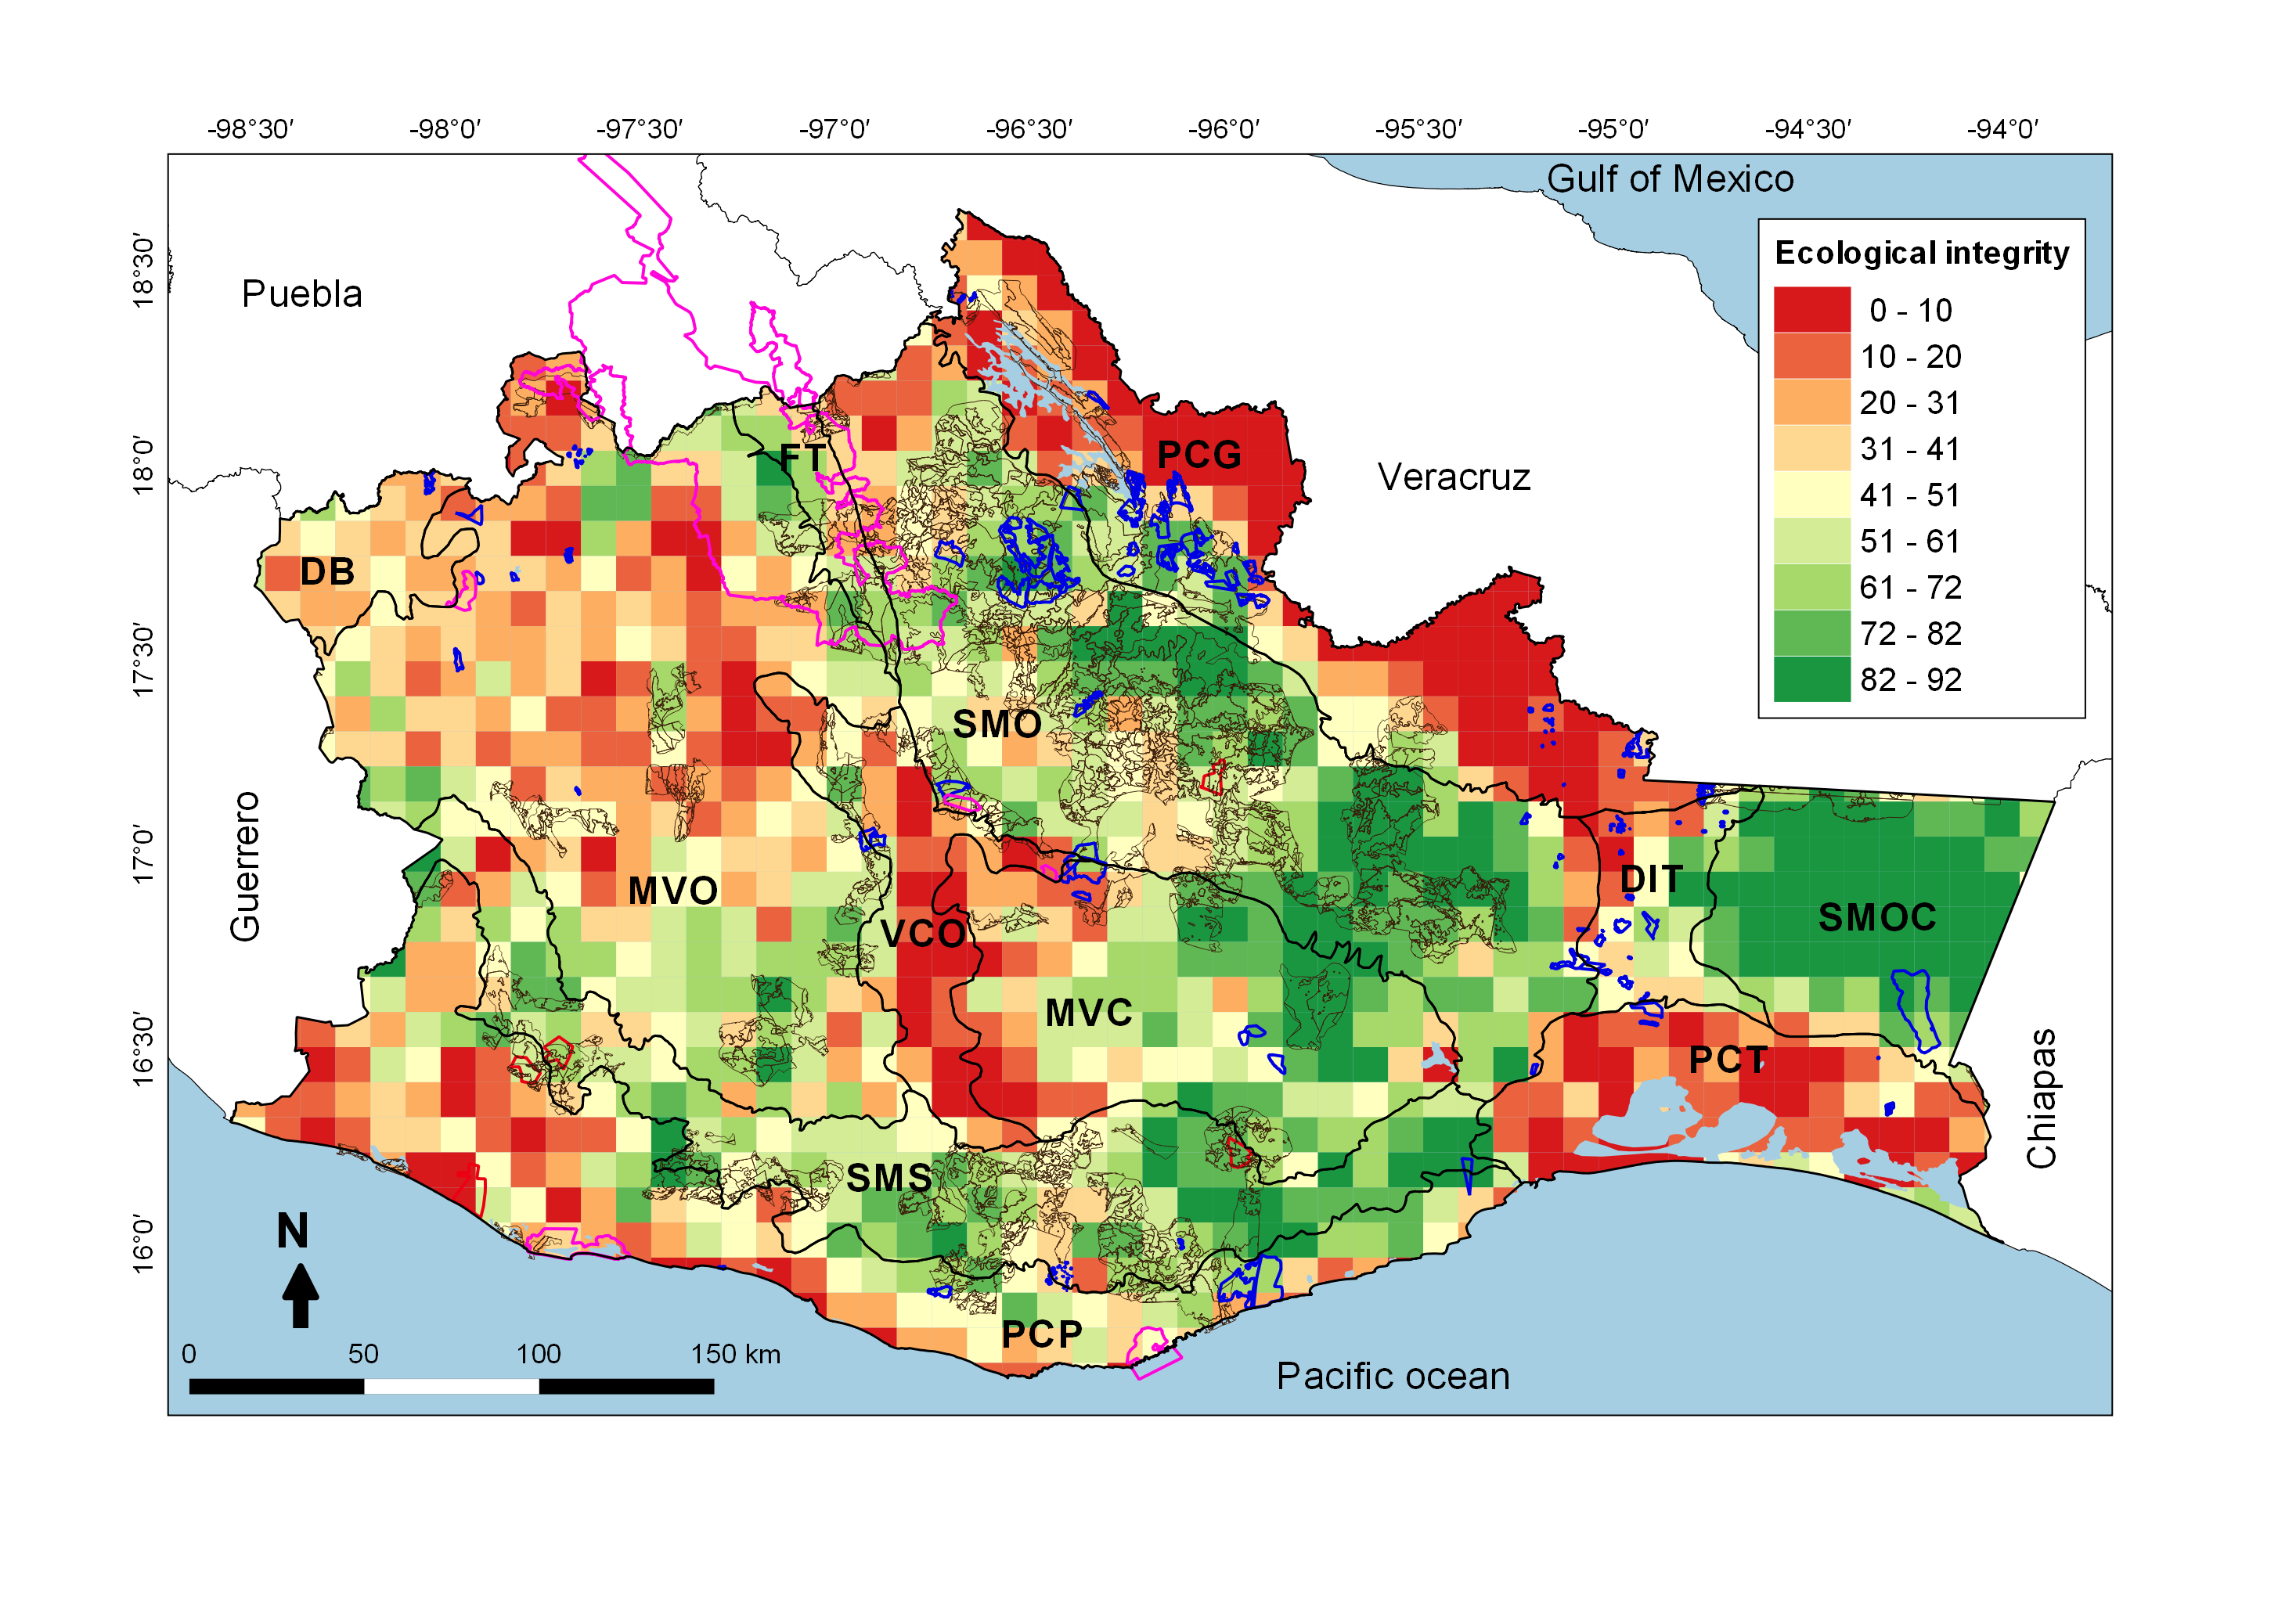 -98°30′ -98°0′ -97°30′ -97°0′ -96°30′ -96°0′ -95°30′ -95°0′ -94°30′ -94°0′
Gulf of Mexico
18°30′
Puebla
Ecological integrity
0 - 10
10 - 20
20 - 31
31 - 41
41 - 51
51 - 61
61 - 72
72 - 82
82 - 92
18°0′
FT
PCG
Veracruz
DB
17°30′
SMO
17°0′
Guerrero
MVO
VCO
DIT
SMOC
MVC
16°30′
PCT
Chiapas
SMS
16°0′
N
PCP
0 50 100 150 km
Pacific ocean